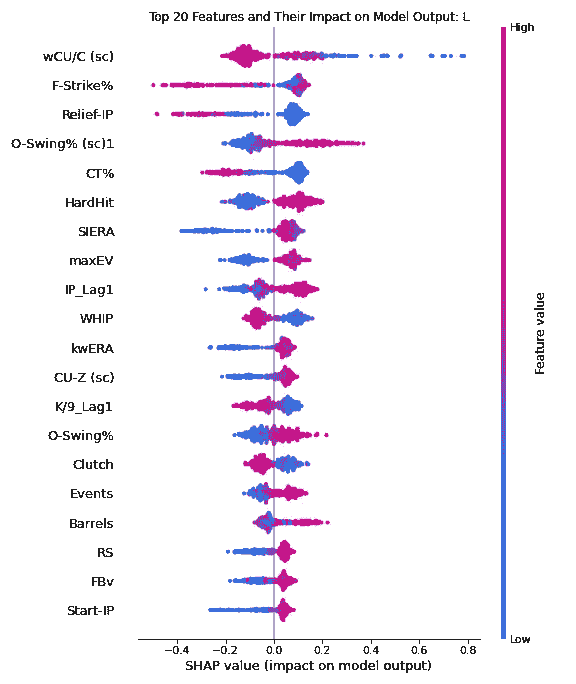 Top 20 Features and Their Impact on Model Output: L
High
wCU/C (sc)
F-Strike%
Relief-IP
O-Swing% (sc)1
CT%
HardHit
SIERA
maxEV
IP_Lag1
WHIP
kwERA
CU-Z (sc)
K/9_Lag1
O-Swing%
Clutch
Events
Barrels
RS
FBv
Start-IP
Feature value
Low
−0.4 −0.2 0.0 0.2 0.4 0.6 0.8
SHAP value (impact on model output)